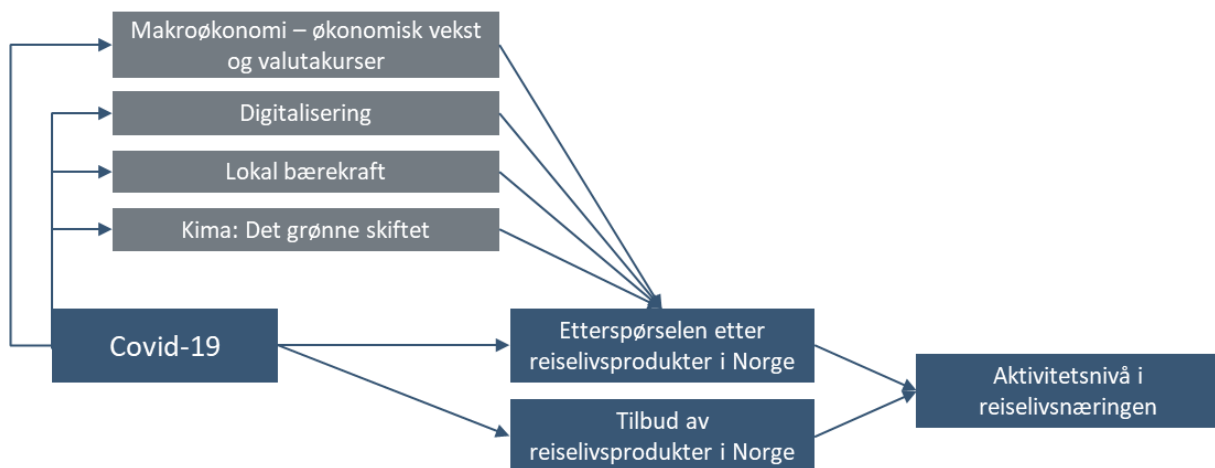 Makroøkonomi – økonomisk vekst
og valutakurser
Digitalisering
Lokal bærekraft
Kima: Det grønne skiftet
Covid-19
Etterspørselen etter
reiselivsprodukter i Norge
Tilbud av
reiselivsprodukter i Norge
Aktivitetsnivå i
reiselivsnæringen